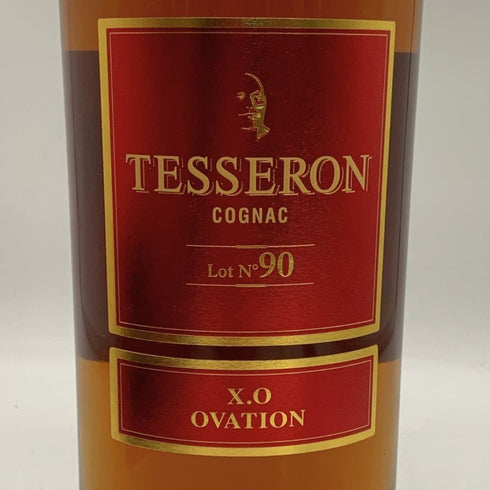 TESSERON
COGNAC
Lot N° 90
X.O
OVATION